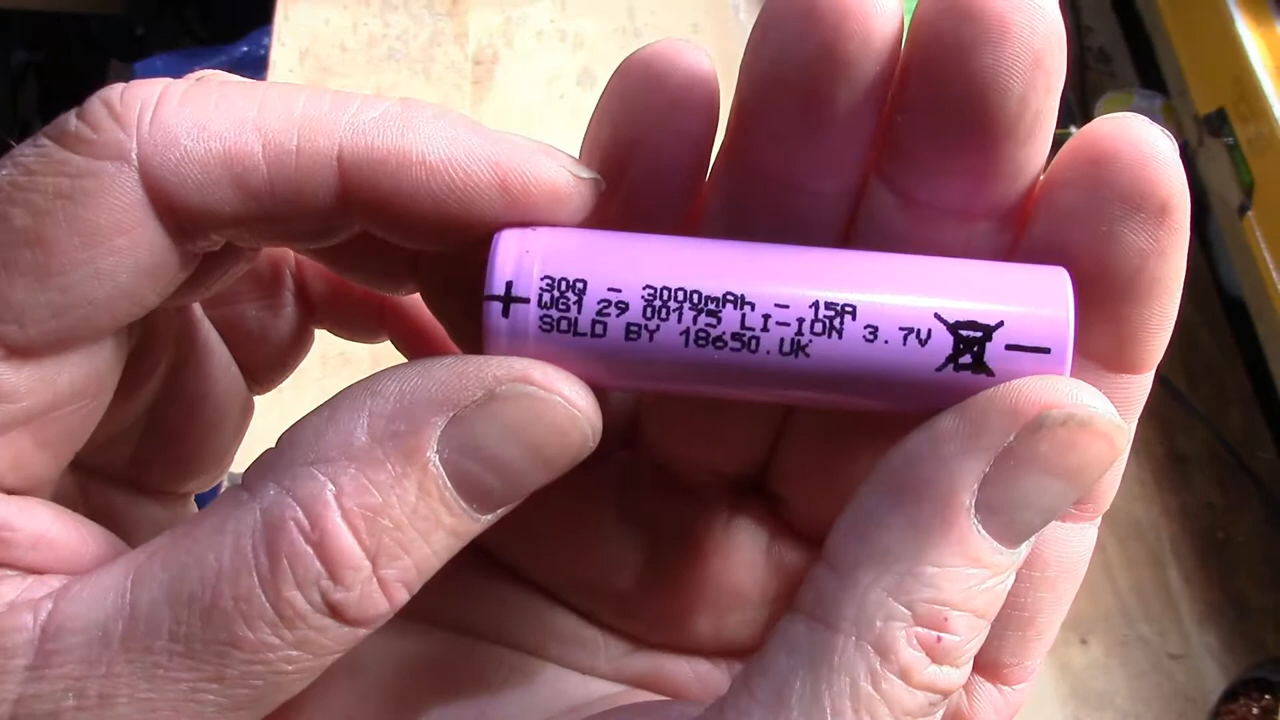 + 30Q - 3000mAh - 15A
WG1 29 00175 LI-ION 3.7V -
SOLD BY 18650.UK